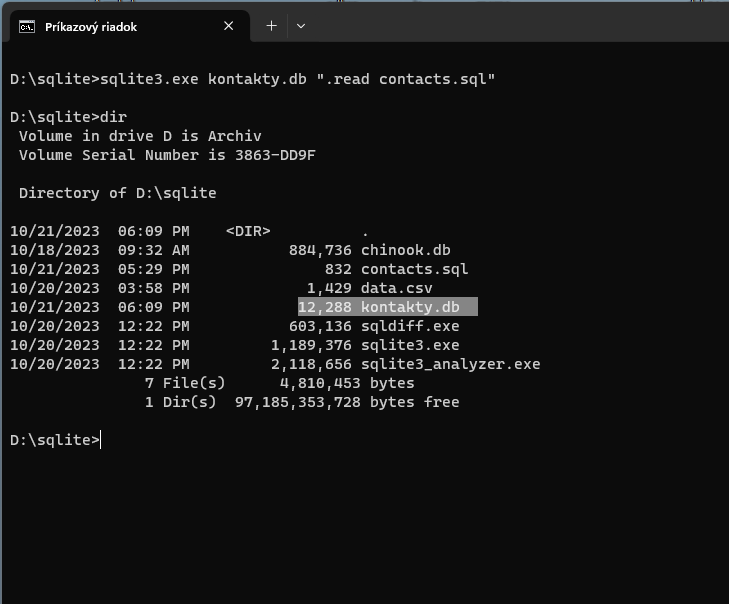 Príkazový riadok
D:\sqlite>sqlite3.exe kontakty.db ".read contacts.sql"
D:\sqlite>dir
 Volume in drive D is Archiv
 Volume Serial Number is 3863-DD9F
 Directory of D:\sqlite
10/21/2023  06:09 PM    <DIR>          .
10/18/2023  09:32 AM           884,736 chinook.db
10/21/2023  05:29 PM               832 contacts.sql
10/20/2023  03:58 PM             1,429 data.csv
10/21/2023  06:09 PM            12,288 kontakty.db
10/20/2023  12:22 PM           603,136 sqldiff.exe
10/20/2023  12:22 PM         1,189,376 sqlite3.exe
10/20/2023  12:22 PM         2,118,656 sqlite3_analyzer.exe
               7 File(s)      4,810,453 bytes
               1 Dir(s)  97,185,353,728 bytes free
D:\sqlite>